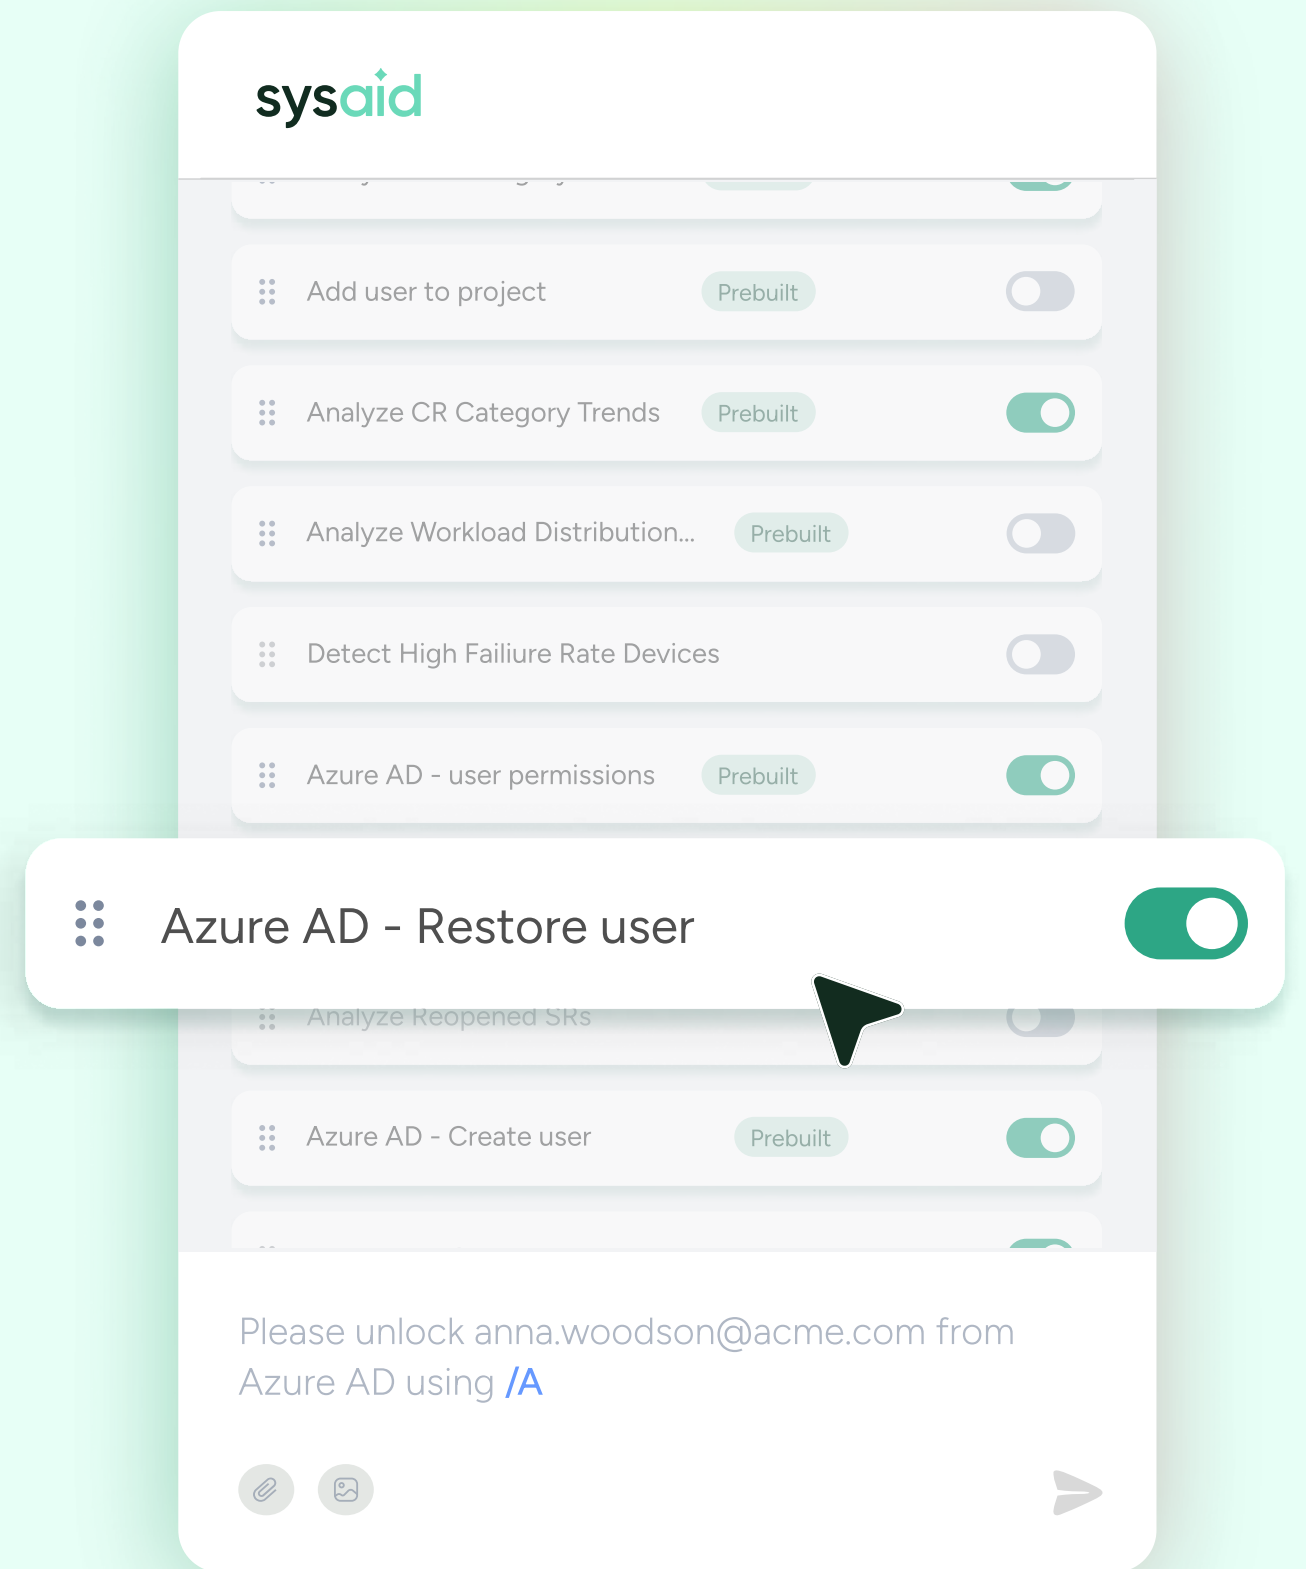 sysaid
Add user to project Prebuilt
Analyze CR Category Trends Prebuilt
Analyze Workload Distribution... Prebuilt
Detect High Failiure Rate Devices
Azure AD - user permissions Prebuilt
Azure AD - Restore user
Analyze Reopened SRs
Azure AD - Create user Prebuilt
Please unlock anna.woodson@acme.com from
Azure AD using /A